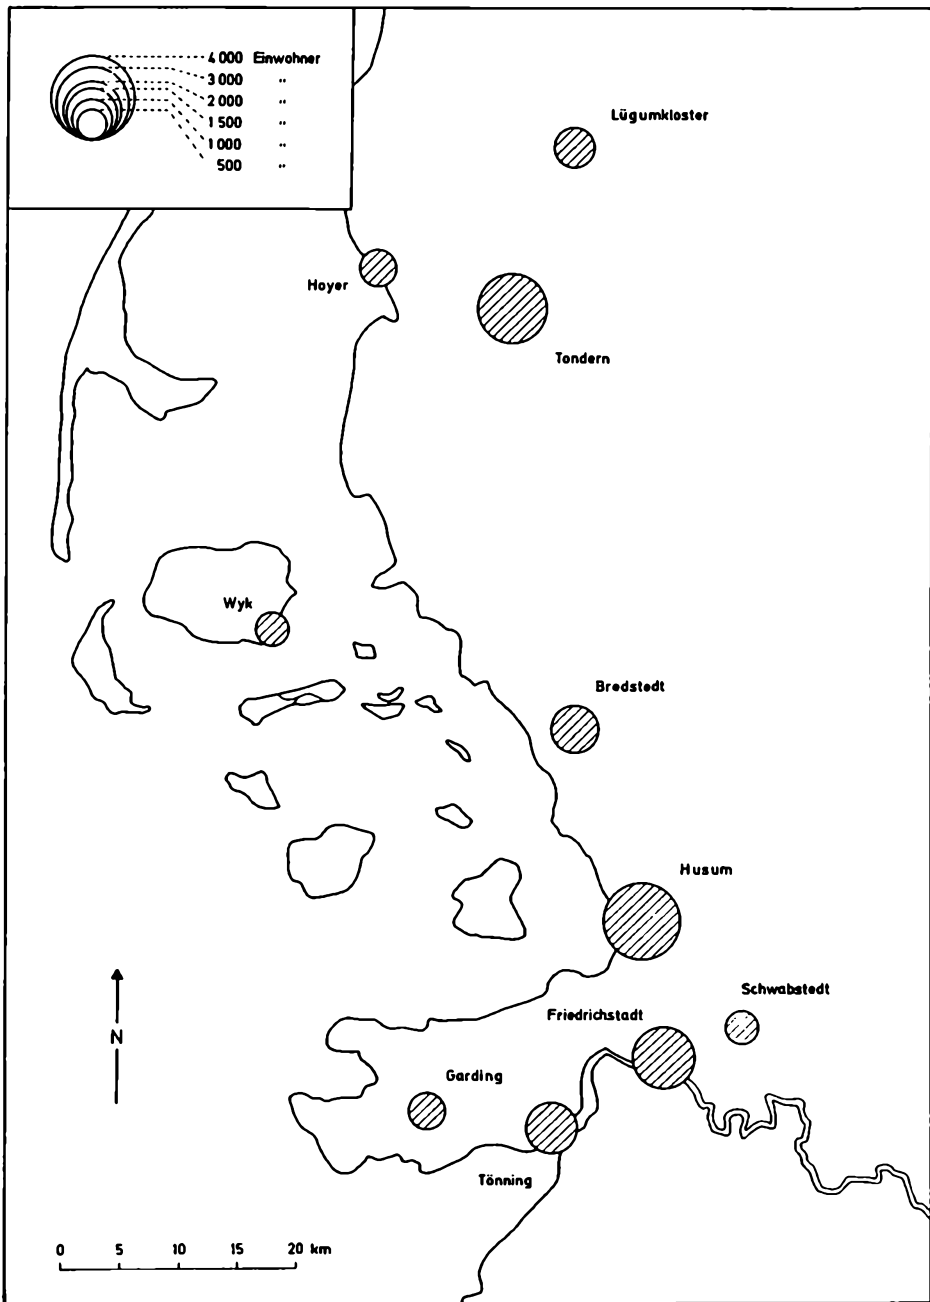 4 000 Einwohner
3 000 "
2 000 "
1 500 "
1 000 "
500 "
Lügumkloster
Hoyer
Tondern
Wyk
Bredstedt
Husum
Schwabstedt
Friedrichstadt
N
Garding
Tönning
0 5 10 15 20 km